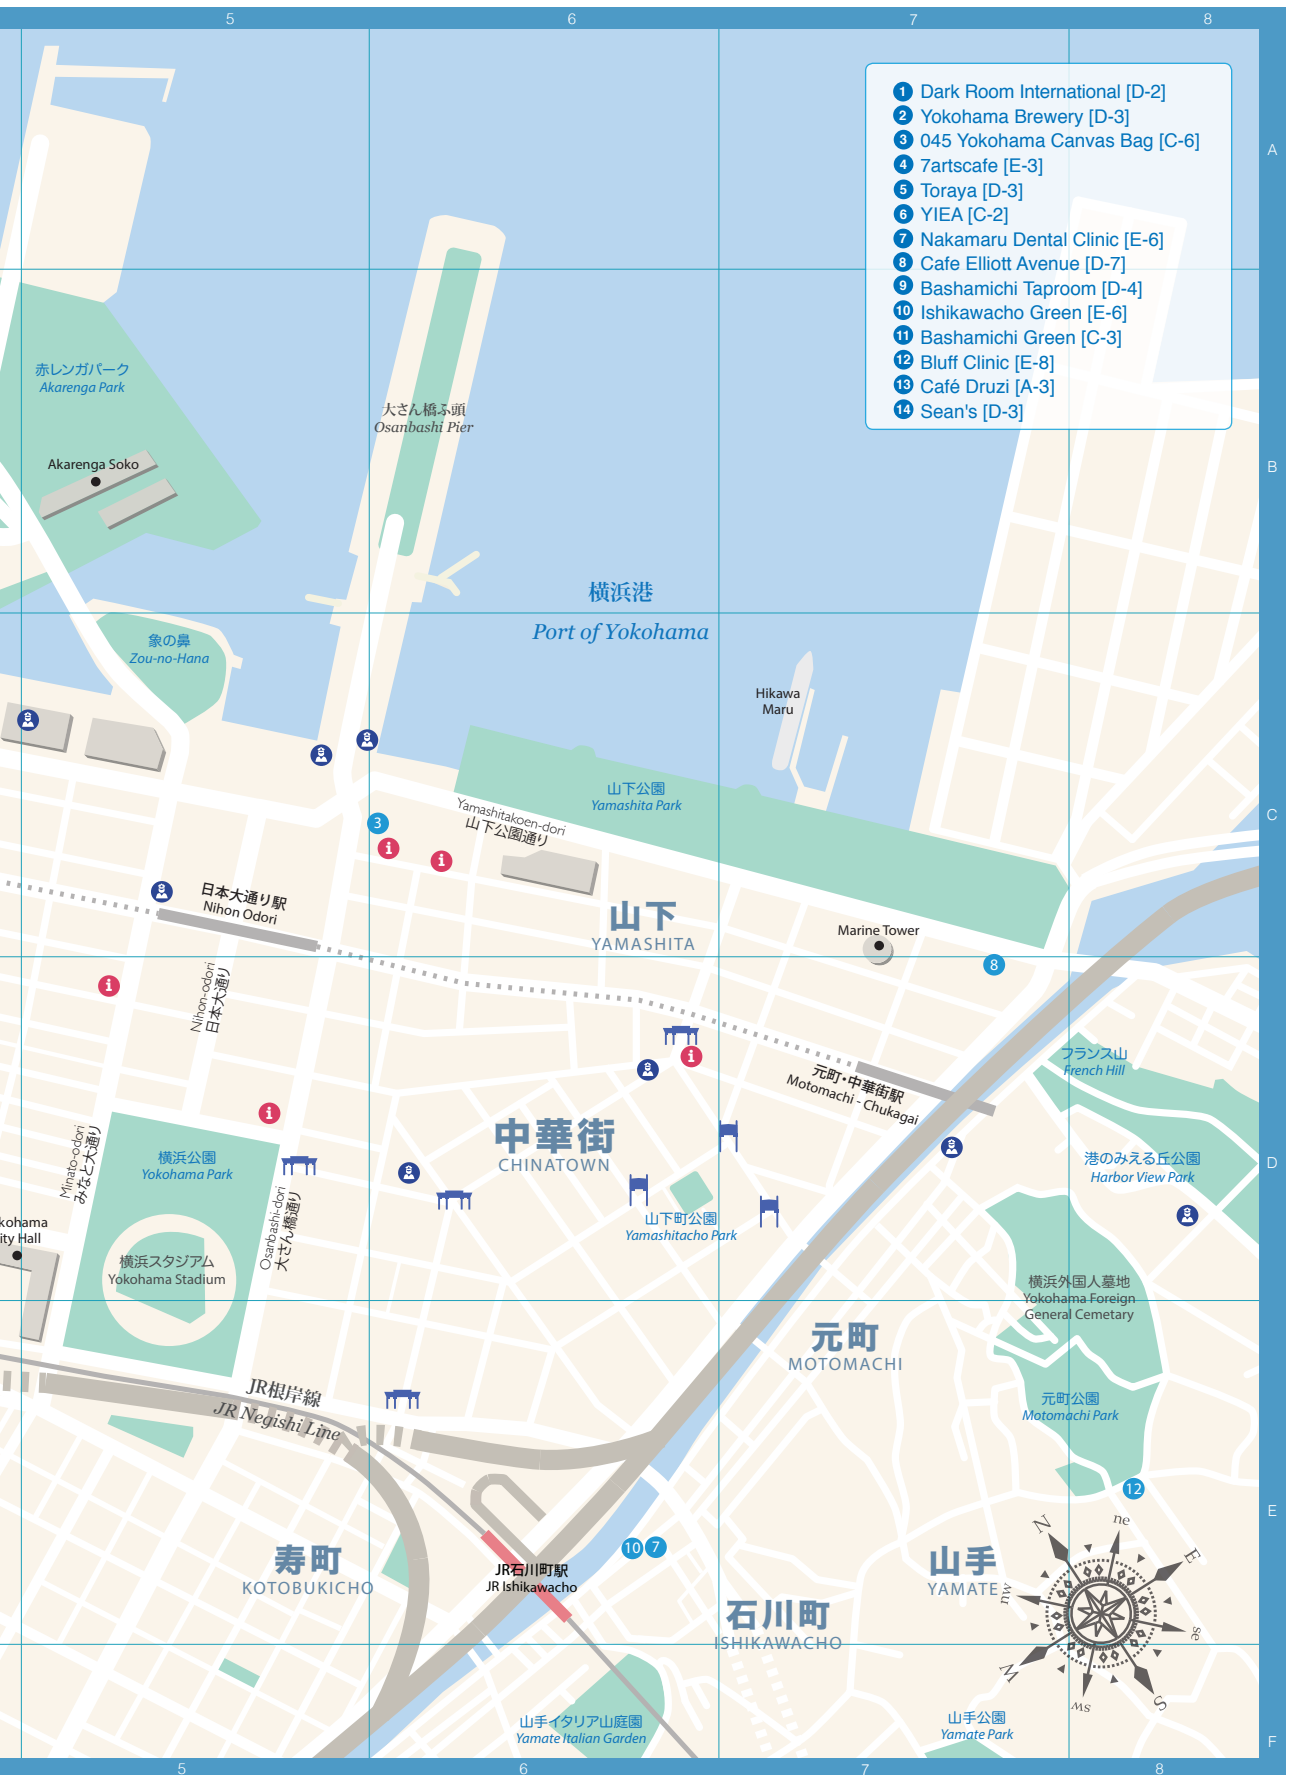 5
6
7
8
1 Dark Room International [D-2]
2 Yokohama Brewery [D-3]
3 045 Yokohama Canvas Bag [C-6]
4 7artscafe [E-3]
5 Toraya [D-3]
6 YIEA [C-2]
7 Nakamaru Dental Clinic [E-6]
8 Cafe Elliott Avenue [D-7]
9 Bashamichi Taproom [D-4]
10 Ishikawacho Green [E-6]
11 Bashamichi Green [C-3]
12 Bluff Clinic [E-8]
13 Café Druzi [A-3]
14 Sean's [D-3]
A
赤レンガパーク
Akarenga Park
大さん橋ふ頭
Osanbashi Pier
Akarenga Soko
B
横浜港
Port of Yokohama
象の鼻
Zou-no-Hana
Hikawa
Maru
山下公園
Yamashita Park
Yamashitakoen-dori
山下公園通り
3
C
日本大通り駅
Nihon Odori
山下
YAMASHITA
Marine Tower
8
Nihon-odori
日本大通り
フランス山
French Hill
元町・中華街駅
Motomachi - Chukagai
中華街
CHINATOWN
Minato-odori
みなと大通り
横浜公園
Yokohama Park
港のみえる丘公園
Harbor View Park
D
Osanbashi-dori
大さん橋通り
山下町公園
Yamashitacho Park
kohama
ity Hall
横浜スタジアム
Yokohama Stadium
横浜外国人墓地
Yokohama Foreign
General Cemetary
元町
MOTOMACHI
JR根岸線
JR Negishi Line
元町公園
Motomachi Park
12
E
10
7
寿町
KOTOBUKICHO
JR石川町駅
JR Ishikawacho
山手
YAMATE
石川町
ISHIKAWACHO
N
ne
E
se
S
sw
W
nw
山手イタリア山庭園
Yamate Italian Garden
山手公園
Yamate Park
F
5
6
7
8